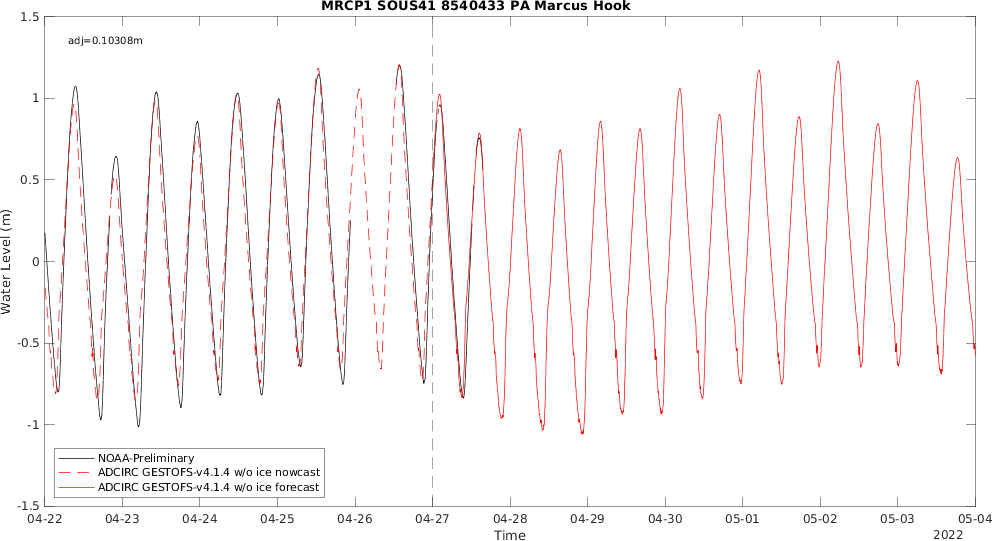 MRCP1 SOUS41 8540433 PA Marcus Hook
adj=0.10308m
Water Level (m)
1.5
1
0.5
0
-0.5
-1
-1.5
NOAA-Preliminary
ADCIRC GESTOFS-v4.1.4 w/o ice nowcast
ADCIRC GESTOFS-v4.1.4 w/o ice forecast
04-22 04-23 04-24 04-25 04-26 04-27 04-28 04-29 04-30 05-01 05-02 05-03 05-04
Time
2022